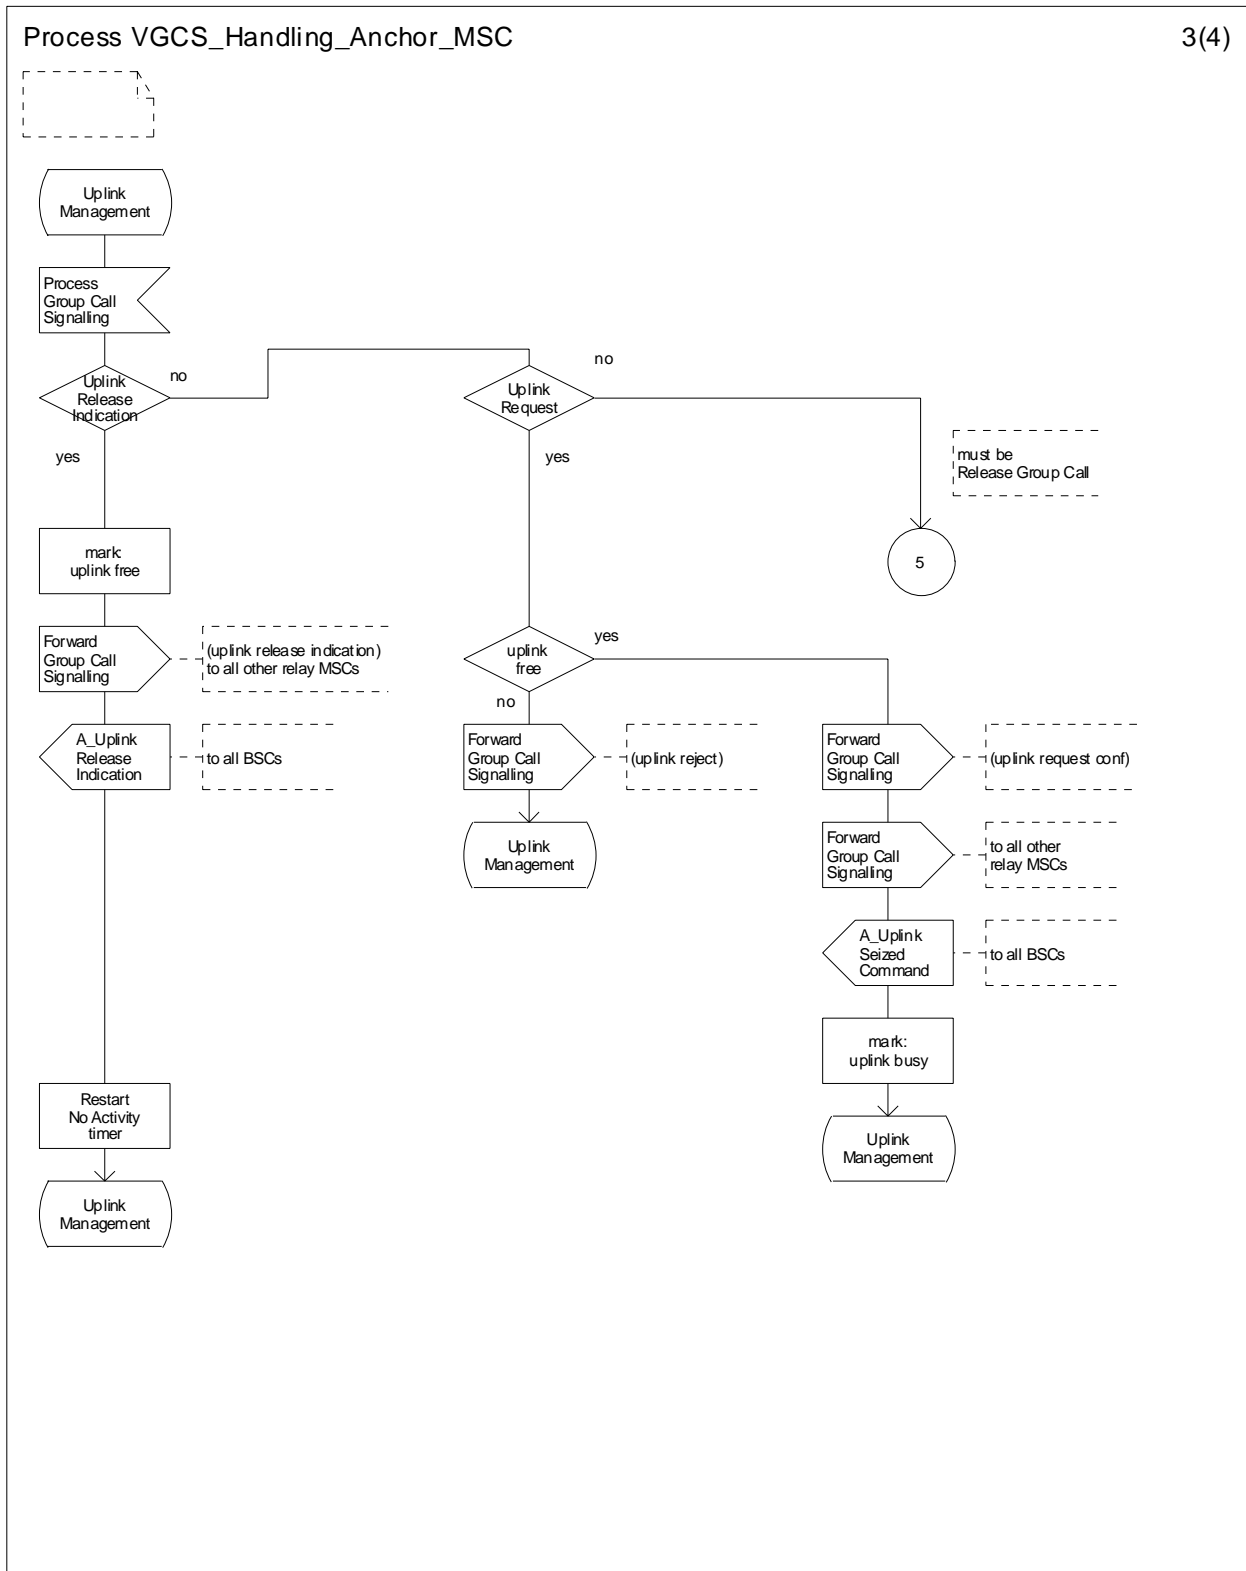 Process VGCS_Handling_Anchor_MSC
3(4)
Uplink
Management
Process
Group Call
Signalling
Uplink
Release
Indication
no
yes
Uplink
Request
no
yes
must be
Release Group Call
5
mark:
uplink free
Forward
Group Call
Signalling
(uplink release indication)
to all other relay MSCs
uplink
free
yes
no
A_Uplink
Release
Indication
to all BSCs
Forward
Group Call
Signalling
(uplink reject)
Forward
Group Call
Signalling
(uplink request conf)
Uplink
Management
Forward
Group Call
Signalling
to all other
relay MSCs
A_Uplink
Seized
Command
to all BSCs
mark:
uplink busy
Restart
No Activity
timer
Uplink
Management
Uplink
Management